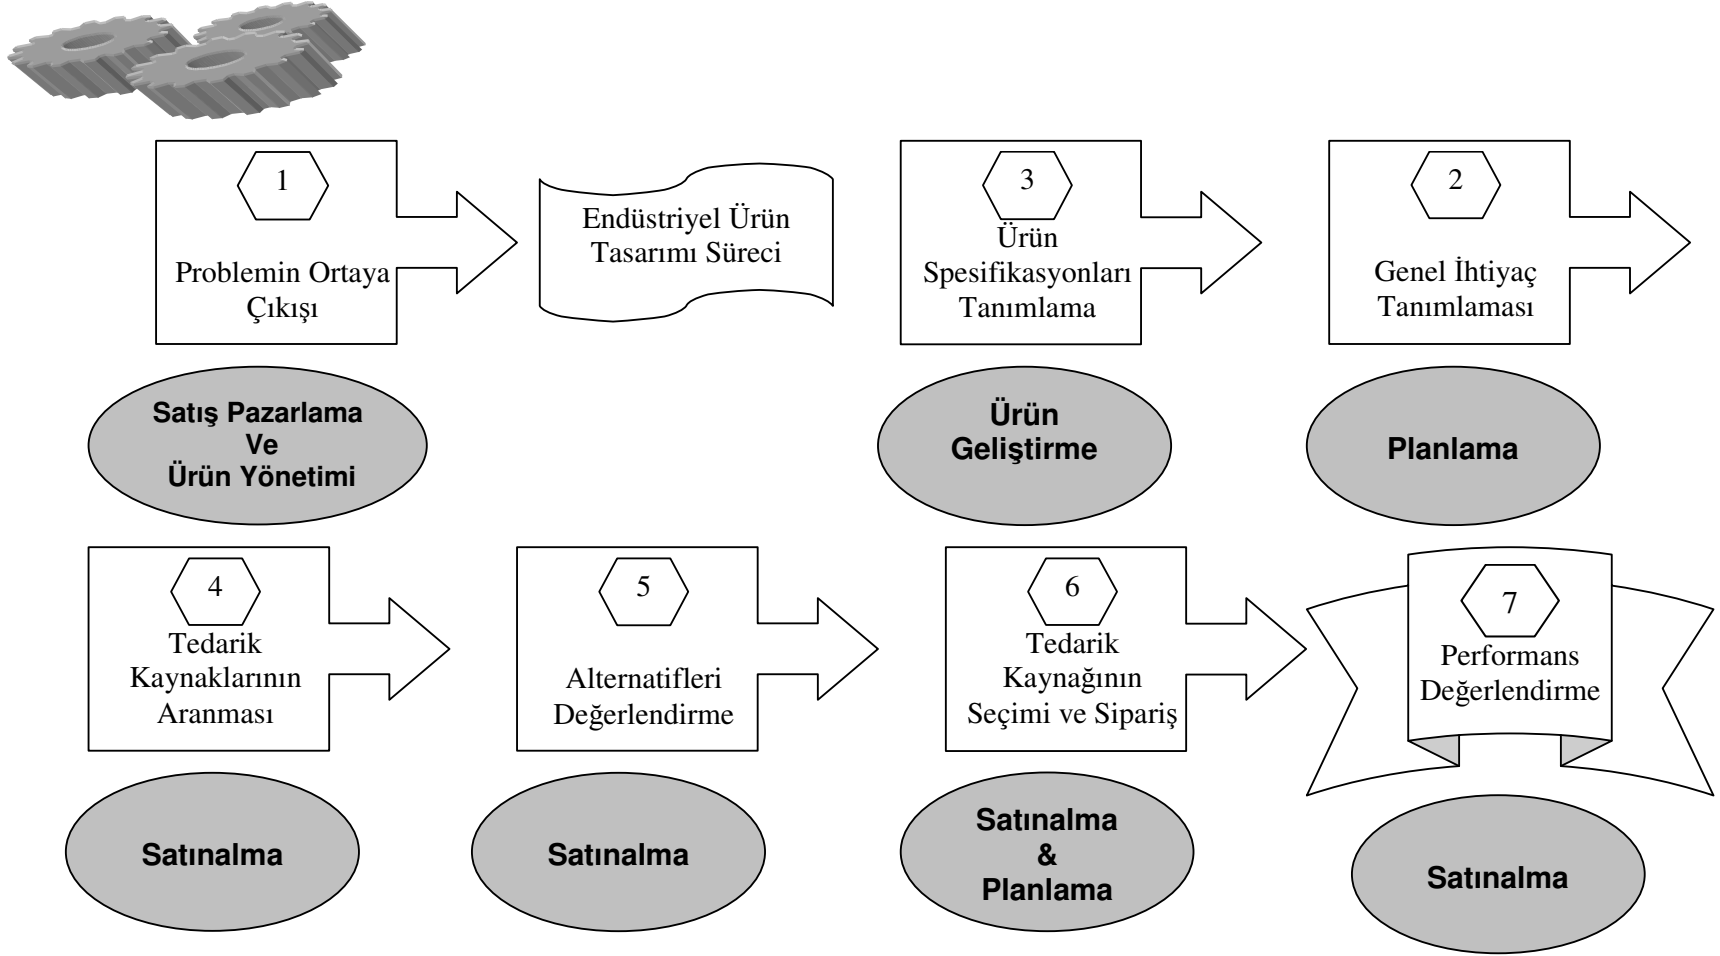 1
Problemin Ortaya
Çıkışı
Endüstriyel Ürün
Tasarımı Süreci
3
Ürün
Spesifikasyonları
Tanımlama
2
Genel İhtiyaç
Tanımlaması
Satış Pazarlama
Ve
Ürün Yönetimi
Ürün
Geliştirme
Planlama
4
Tedarik
Kaynaklarının
Aranması
5
Alternatifleri
Değerlendirme
6
Tedarik
Kaynağının
Seçimi ve Sipariş
7
Performans
Değerlendirme
Satınalma
Satınalma
Satınalma
&
Planlama
Satınalma